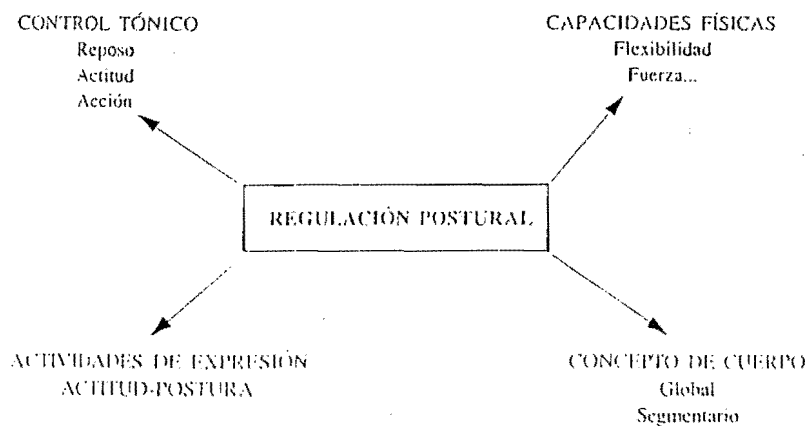 CONTROL TÓNICO
Reposo
Actitud
Acción
CAPACIDADES FÍSICAS
Flexibilidad
Fuerza...
REGULACIÓN POSTURAL
ACTIVIDADES DE EXPRESIÓN
ACTITUD-POSTURA
CONCEPTO DE CUERPO
Global
Segmentario